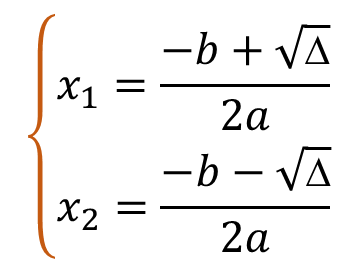 x₁ = (-b + √Δ) / 2a
x₂ = (-b - √Δ) / 2a